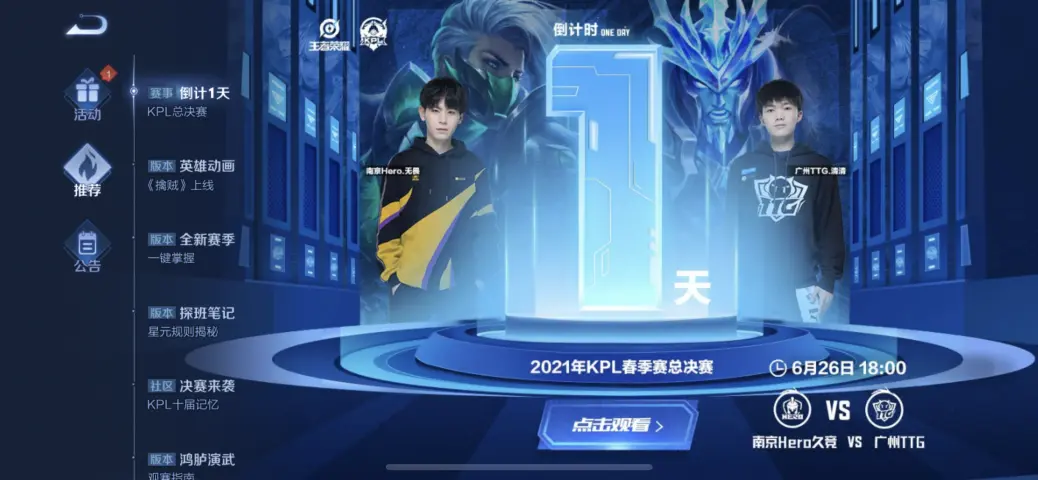 王者荣耀
KPL
倒计时 ONE DAY
1
天
南京Hero.无畏
广州TTG.清清
TTG
2021年KPL春季赛总决赛
点击观看 >
6月26日 18:00
HERO
VS
TTG
南京Hero久竞 VS 广州TTG
1
活动
推荐
公告
赛事 倒计1天
KPL总决赛
版本 英雄动画
《擒贼》上线
版本 全新赛季
一键掌握
版本 探班笔记
星元规则揭秘
社区 决赛来袭
KPL十届记忆
版本 鸿胪演武
观赛指南